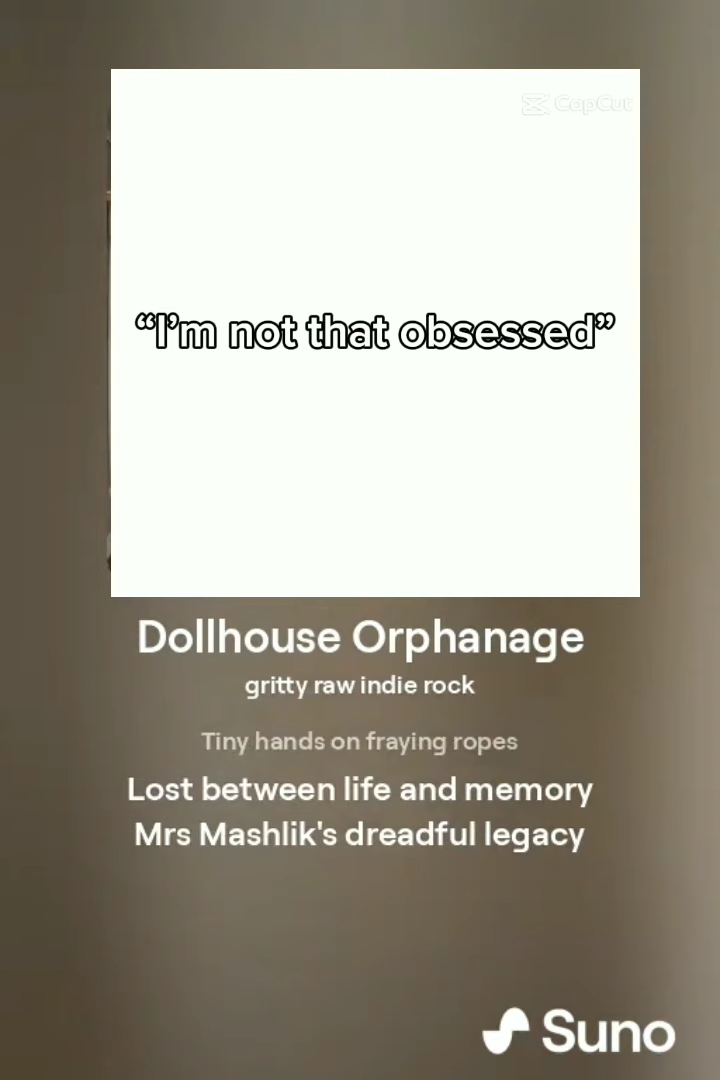 CapCut
“I’m not that obsessed”
Dollhouse Orphanage
gritty raw indie rock
Tiny hands on fraying ropes
Lost between life and memory
Mrs Mashlik's dreadful legacy
Suno